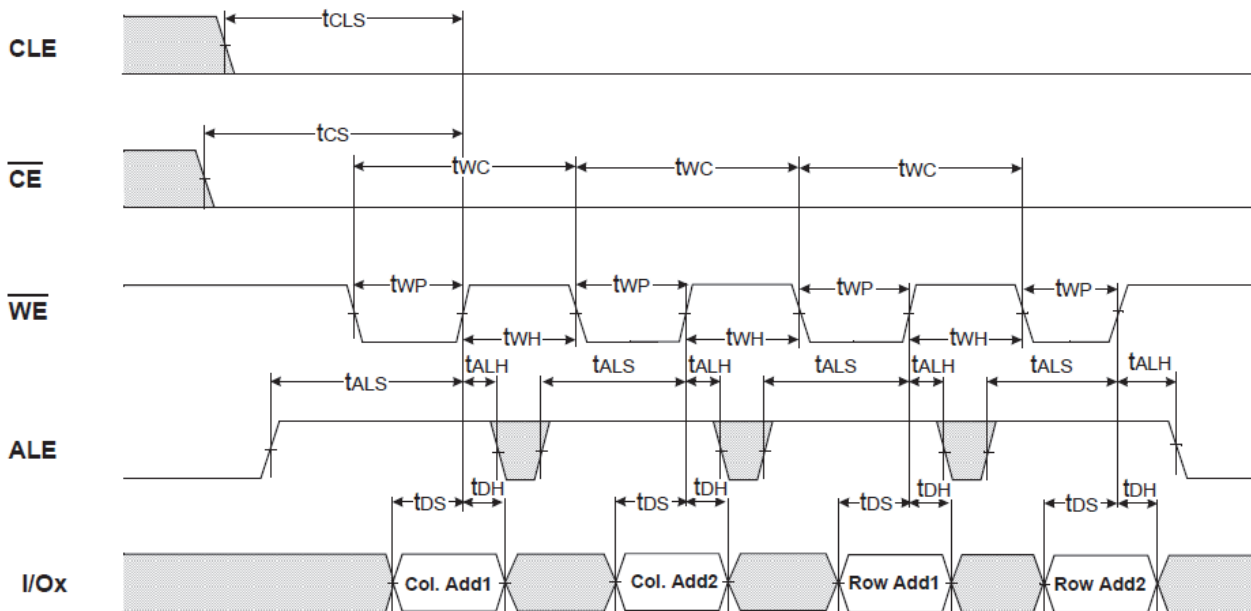 CLE
tCLS
CE
tCS
tWC tWC tWC
WE
tWP tWP tWP tWP
tWH tWH tWH
ALE
tALS tALH tALS tALH tALS tALH tALS tALH
tDS tDH tDS tDH tDS tDH tDS tDH
I/Ox
Col. Add1 Col. Add2 Row Add1 Row Add2